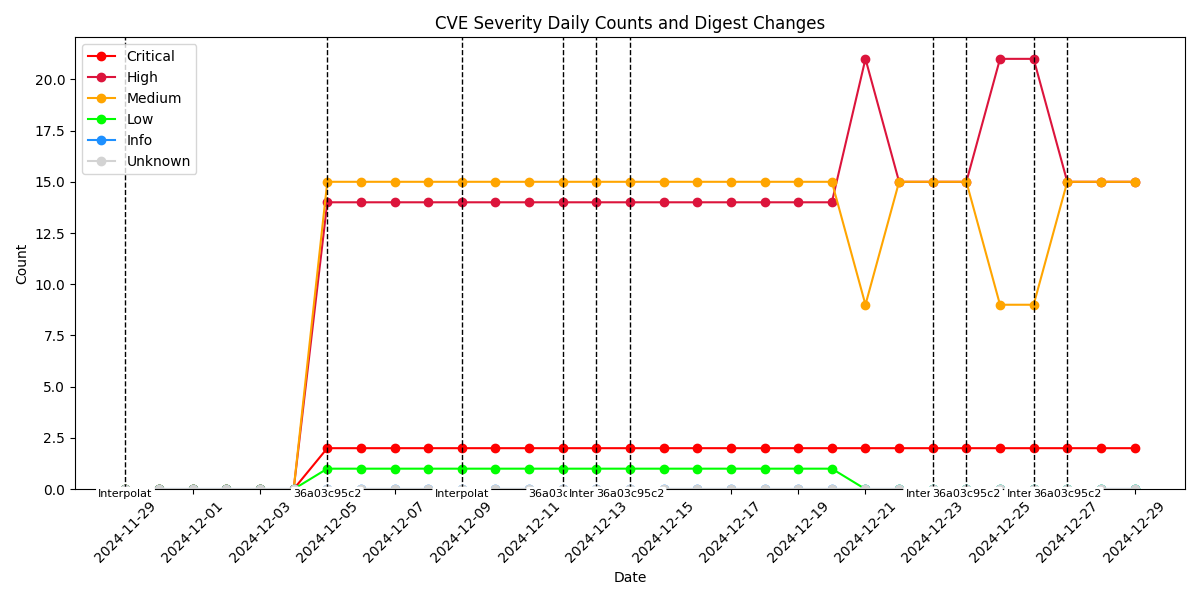 CVE Severity Daily Counts and Digest Changes
Critical
High
Medium
Low
Info
Unknown
20.0
17.5
15.0
12.5
10.0
7.5
5.0
2.5
0.0
Count
Interpolat
36a03c95c2
Interpolat
36a03c
Inter
36a03c95c2
Inter
36a03c95c2
Inter
36a03c95c2
2024-11-29
2024-12-01
2024-12-03
2024-12-05
2024-12-07
2024-12-09
2024-12-11
2024-12-13
2024-12-15
2024-12-17
2024-12-19
2024-12-21
2024-12-23
2024-12-25
2024-12-27
2024-12-29
Date